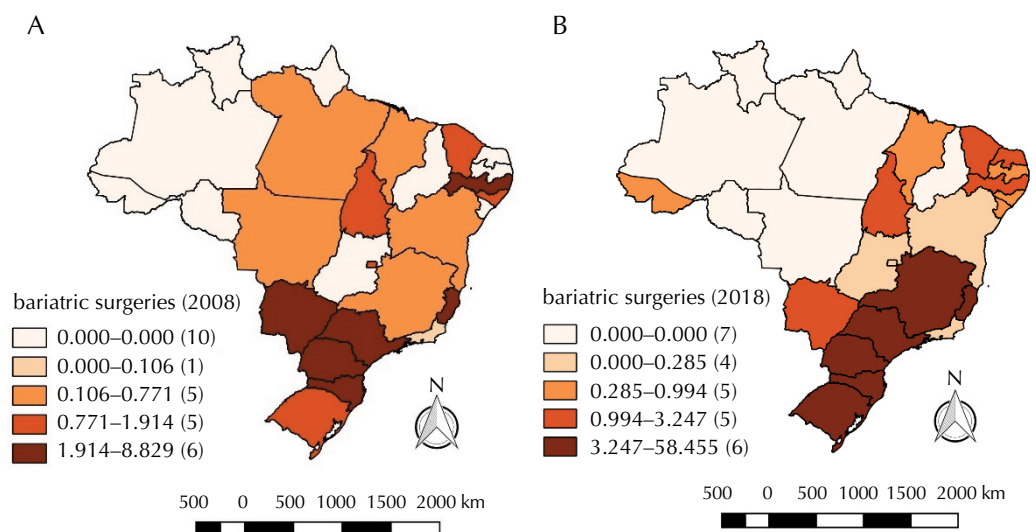 A
bariatric surgeries (2008)
0.000–0.000 (10)
0.000–0.106 (1)
0.106–0.771 (5)
0.771–1.914 (5)
1.914–8.829 (6)
N
500 0 500 1000 1500 2000 km
B
bariatric surgeries (2018)
0.000–0.000 (7)
0.000–0.285 (4)
0.285–0.994 (5)
0.994–3.247 (5)
3.247–58.455 (6)
N
500 0 500 1000 1500 2000 km